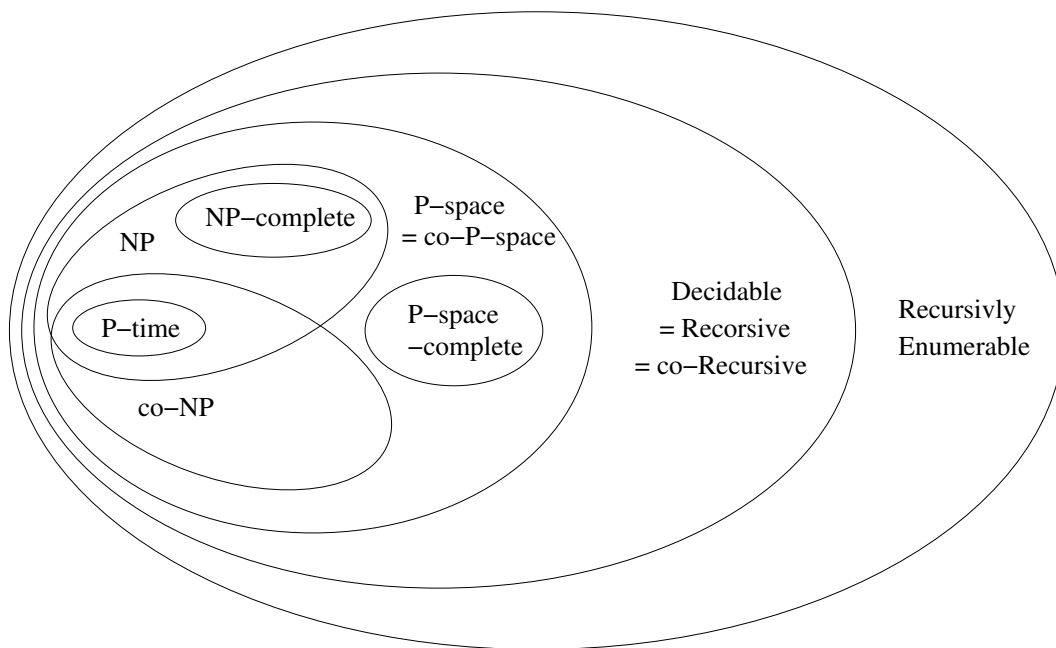 NP−complete
NP
P−space
= co−P−space
P−time
P−space
−complete
co−NP
Decidable
= Recorsive
= co−Recursive
Recursivly
Enumerable